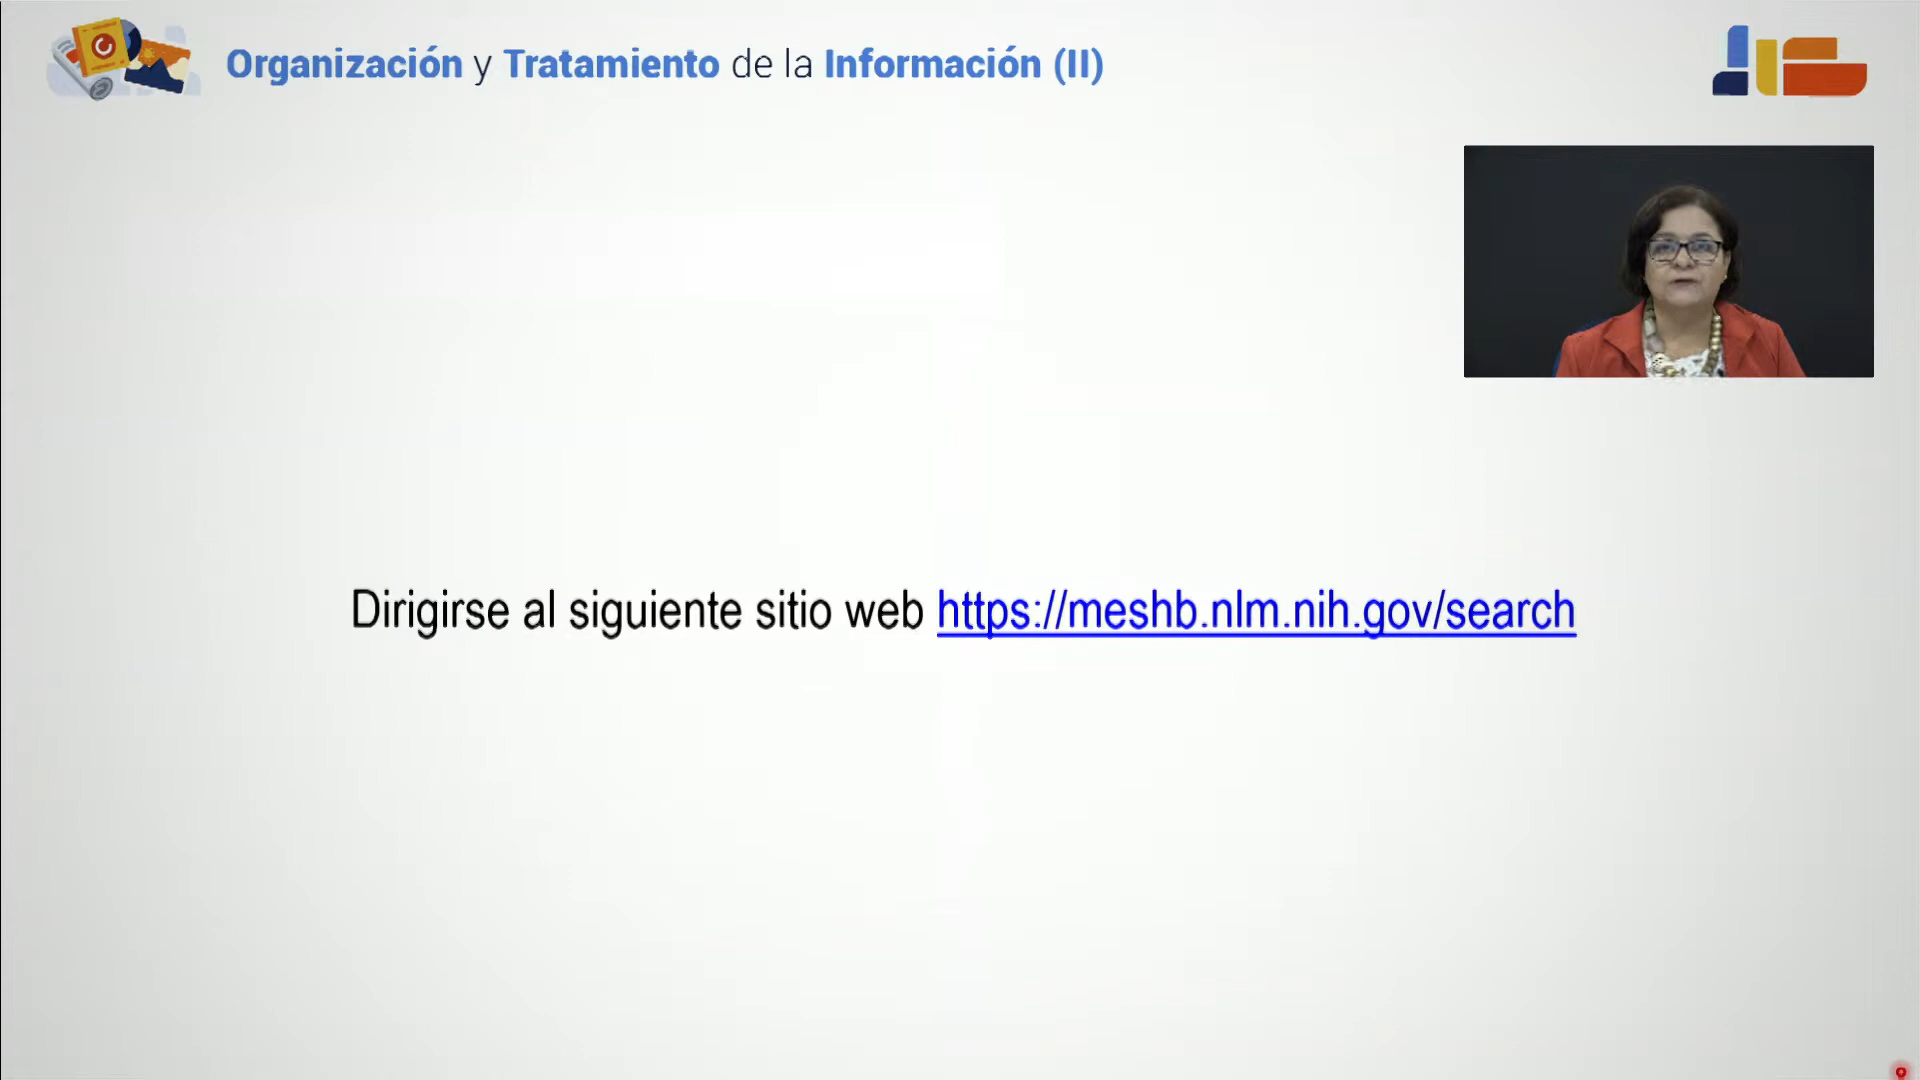 Organización y Tratamiento de la Información (II)
Dirigirse al siguiente sitio web https://meshb.nlm.nih.gov/search